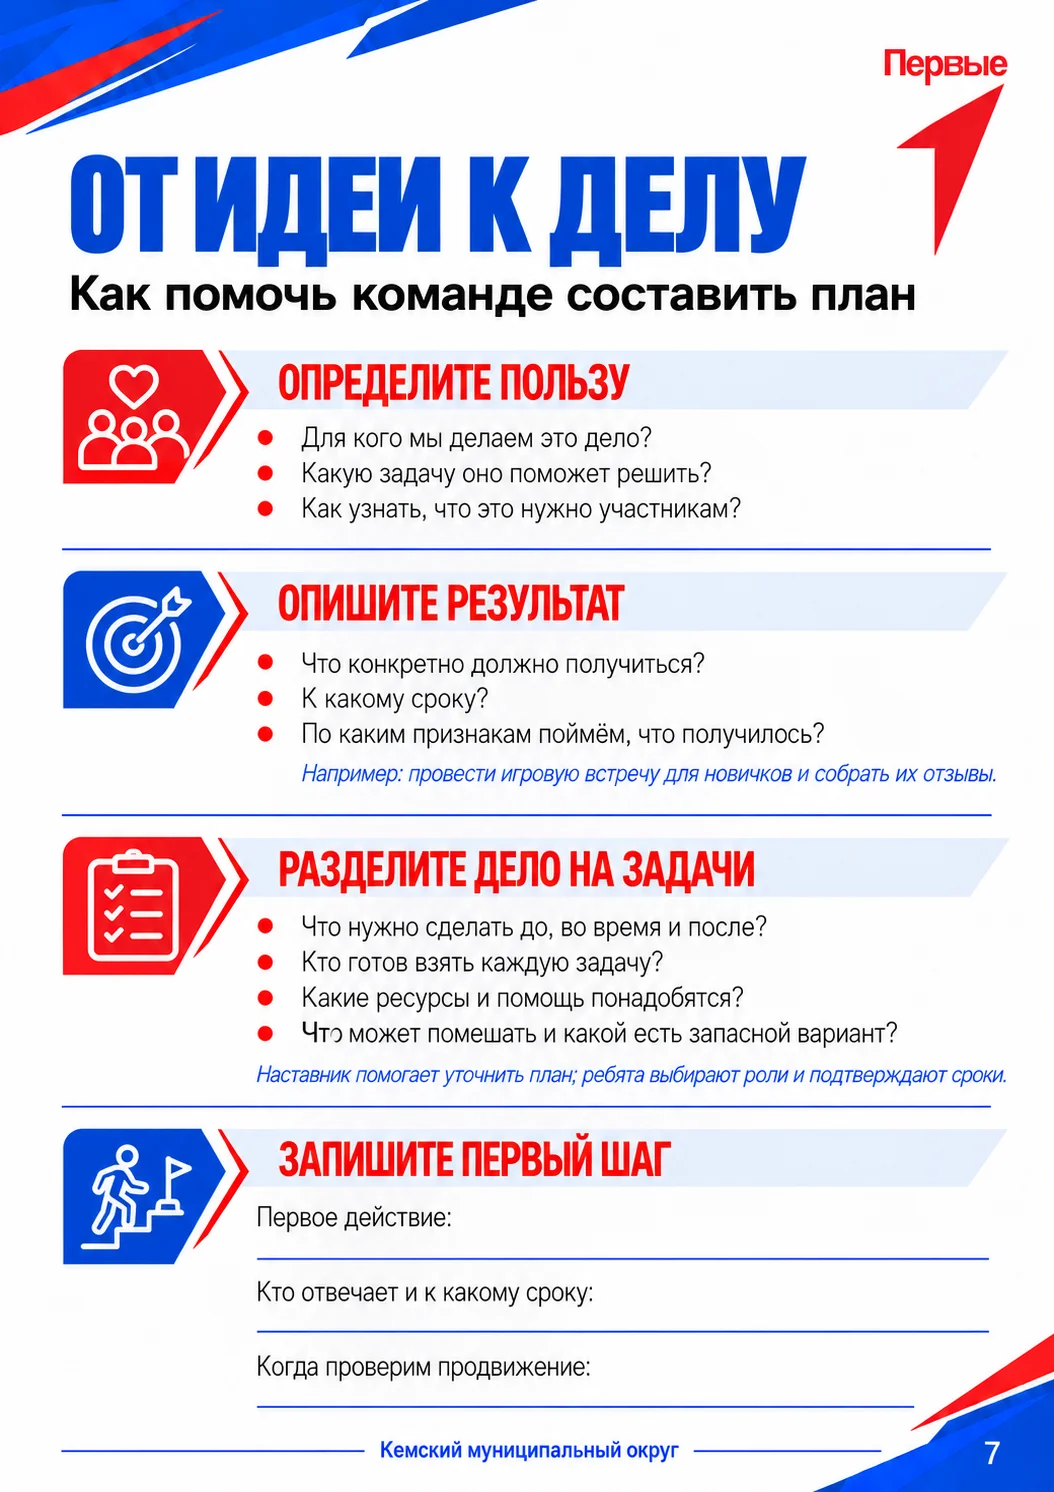 Первые
ОТ ИДЕИ К ДЕЛУ
Как помочь команде составить план
ОПРЕДЕЛИТЕ ПОЛЬЗУ
Для кого мы делаем это дело?
Какую задачу оно поможет решить?
Как узнать, что это нужно участникам?
ОПИШИТЕ РЕЗУЛЬТАТ
Что конкретно должно получиться?
К какому сроку?
По каким признакам поймём, что получилось?
Например: провести игровую встречу для новичков и собрать их отзывы.
РАЗДЕЛИТЕ ДЕЛО НА ЗАДАЧИ
Что нужно сделать до, во время и после?
Кто готов взять каждую задачу?
Какие ресурсы и помощь понадобятся?
Что может помешать и какой есть запасной вариант?
Наставник помогает уточнить план; ребята выбирают роли и подтверждают сроки.
ЗАПИШИТЕ ПЕРВЫЙ ШАГ
Первое действие:
Кто отвечает и к какому сроку:
Когда проверим продвижение:
Кемский муниципальный округ
7